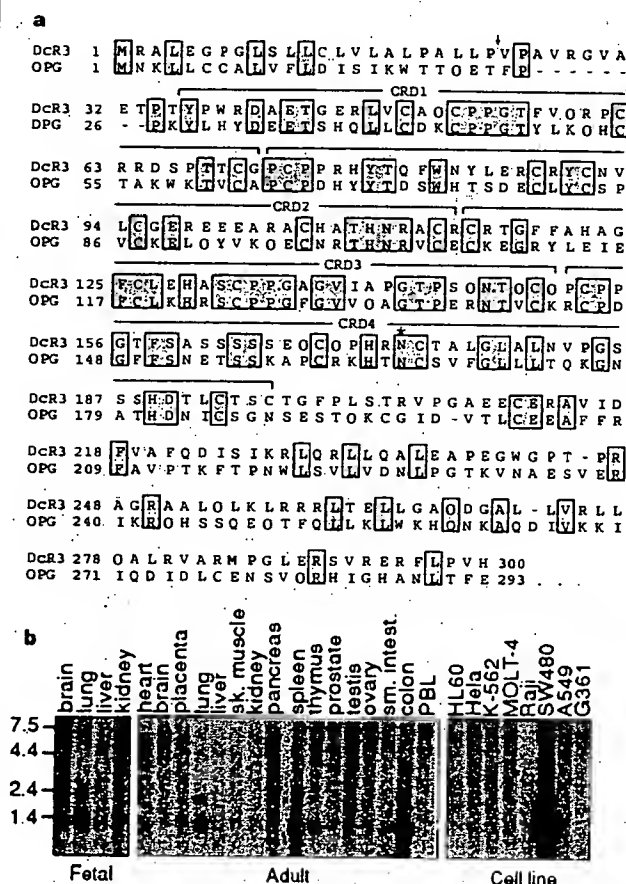 a
DcR3 1 M R A L E G P G L S L L C L V L A L P A L L P V P A V R G V A
OPG 1 M N K L L C C A L V F L D I S I K W T T O E T F P - - - - - -
CRD1
DcR3 32 E T P T Y P W R D A E T G E R L V C A O C P P G T F V O R P C
DPG 26 - - P K Y L H Y D E E T S H Q L L C D K C P P G T Y L K O H C
DcR3 63 R R D S P T T C G P C P P R H Y T Q F W N Y L E R C R Y C N V
OPG 55 T A K W K T V C A P C P D H Y Y T D S W H T S D E C L Y C S P
CRD2
DcR3 94 L C G E R E E E A R A C H A T H N R A C R C R T G F F A H A G
OPG 86 V C K E L O Y V K O E C N R T H N R V C E C K E G R Y L E I E
CRD3
DcR3 125 F C L E H A S C P P G A G V I A P G T P S O N T O C O P C P P
OPG 117 P C L K H R S C P P G F G V V O A G T P E R N T V C K R C P D
CRD4
DcR3 156 G T F S A S S S S S E O C O P H R N C T A L G L A L N V P G S
OPG 148 G F F S N E T S S K A P C R K H T N C S V F G L L L T Q K G N
*
DcR3 187 S S H D T L C T S C T G F P L S T R V P G A E E C E R A V I D
OPG 179 A T H D N I C S G N S E S T O K C G I D - V T L C E E A F F R
DcR3 218 F V A F Q D I S I K R L Q R L L Q A L E A P E G W G P T - P R
OPG 209 F A V P T K F T P N W L S V L V D N L P G T K V N A E S V E R
DcR3 248 A G R A A L O L K L R R R L T E L L G A O D G A L - L V R L L
OPG 240 I K R O H S S Q E O T F Q L L K L W K H Q N K A Q D I V K K I
DcR3 278 O A L R V A R M P G L E R S V R E R F L P V H 300
OPG 271 I Q D I D L C E N S V O R H I G H A N L T F E 293
b
brain lung liver kidney heart brain placenta lung liver sk. muscle kidney pancreas spleen thymus prostate testis ovary sm. intest. colon PBL HL60 Hela K-562 MOLT-4 Raji SW480 A549 G361
7.5
4.4
2.4
1.4
Fetal Adult Cell line